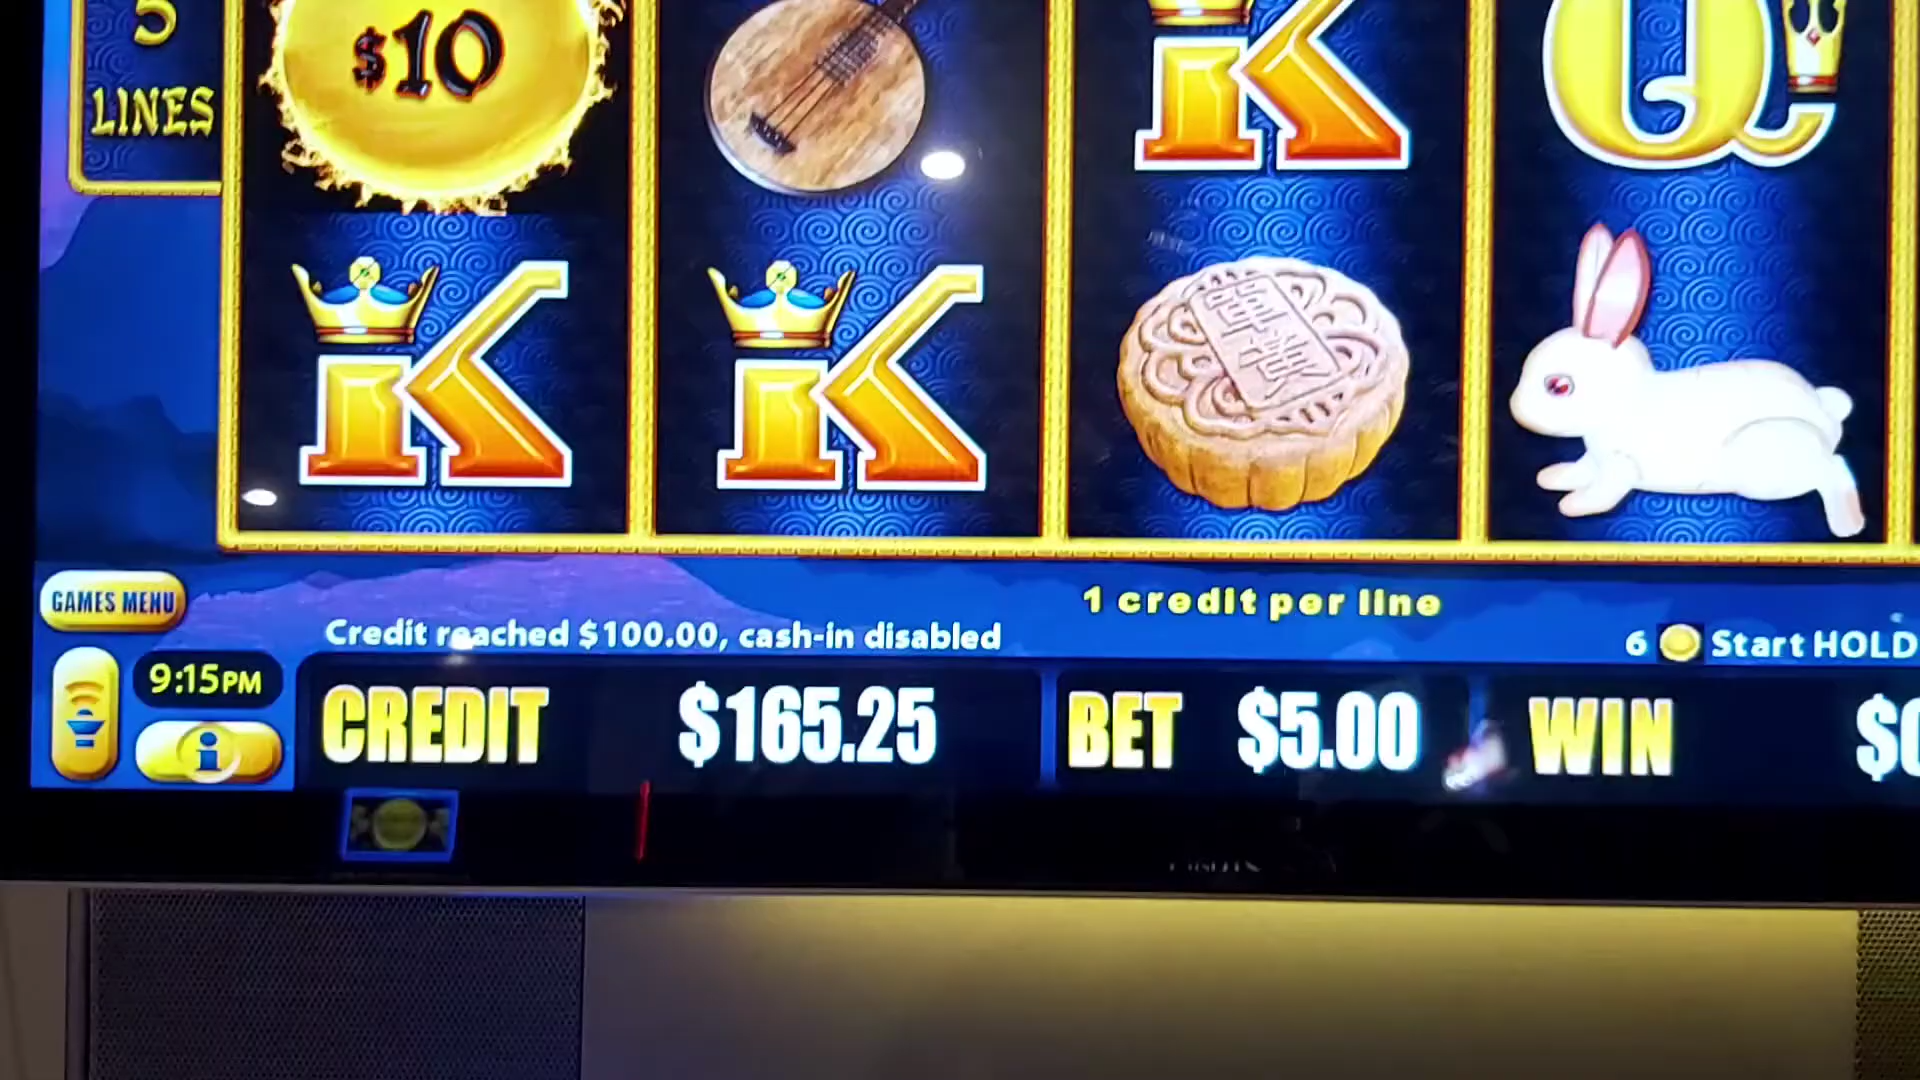 5
LINES
$10
K
Q
K
K
GAMES MENU
1 credit per line
Credit reached $100.00, cash-in disabled
6 Start HOLD
9:15PM
CREDIT $165.25
BET $5.00
WIN $0
i